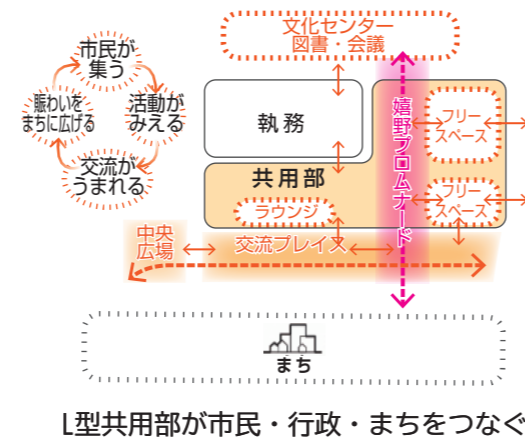 文化センター
図書・会議
市民が
集う
活動が
みえる
交流が
うまれる
賑わいを
まちに広げる
執務
共用部
ラウンジ
嬉野プロムナード
フリー
スペース
フリー
スペース
中央
広場
交流プレイス
まち
L型共用部が市民・行政・まちをつなぐ